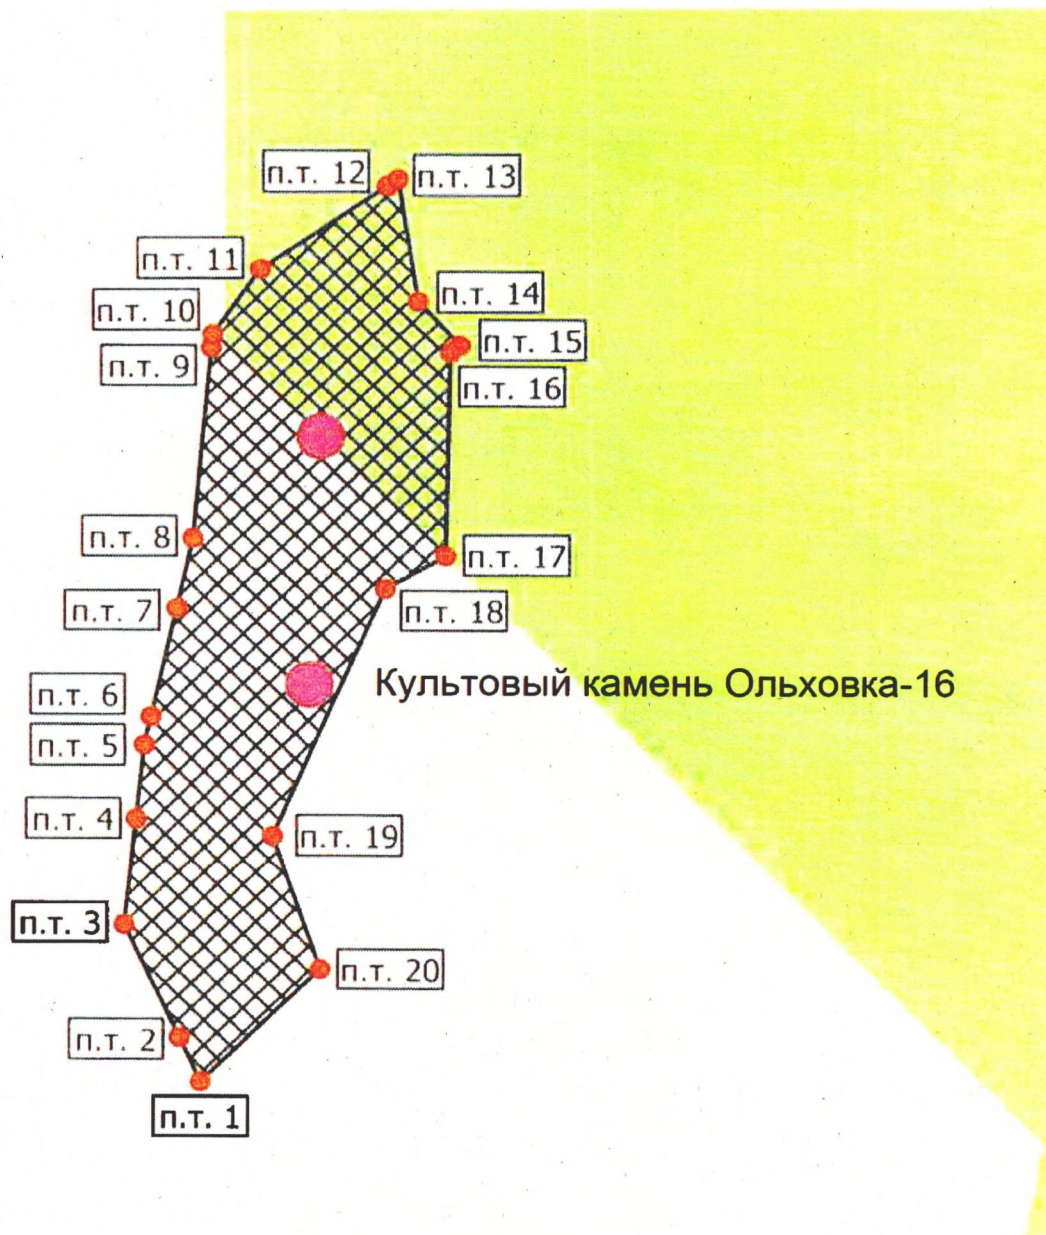 п.т. 12
п.т. 13
п.т. 11
п.т. 14
п.т. 10
п.т. 15
п.т. 9
п.т. 16
п.т. 8
п.т. 17
п.т. 7
п.т. 18
Культовый камень Ольховка-16
п.т. 6
п.т. 5
п.т. 4
п.т. 19
п.т. 3
п.т. 20
п.т. 2
п.т. 1